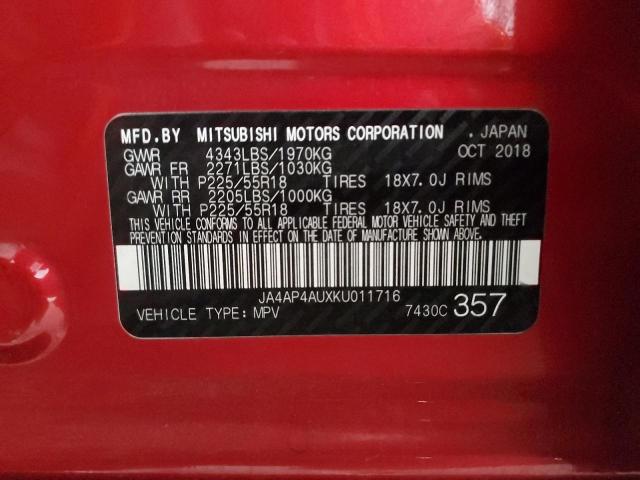 MFD.BY MITSUBISHI MOTORS CORPORATION . JAPAN
GVWR 4343LBS/1970KG OCT 2018
GAWR FR 2271LBS/1030KG
WITH P225/55R18 TIRES 18X7.0J RIMS
GAWR RR 2205LBS/1000KG
WITH P225/55R18 TIRES 18X7.0J RIMS
THIS VEHICLE CONFORMS TO ALL APPLICABLE FEDERAL MOTOR VEHICLE SAFETY AND THEFT
PREVENTION STANDARDS IN EFFECT ON THE DATE OF MANUFACTURE SHOWN ABOVE.
JA4AP4AUXKU011716
VEHICLE TYPE: MPV 7430C 357